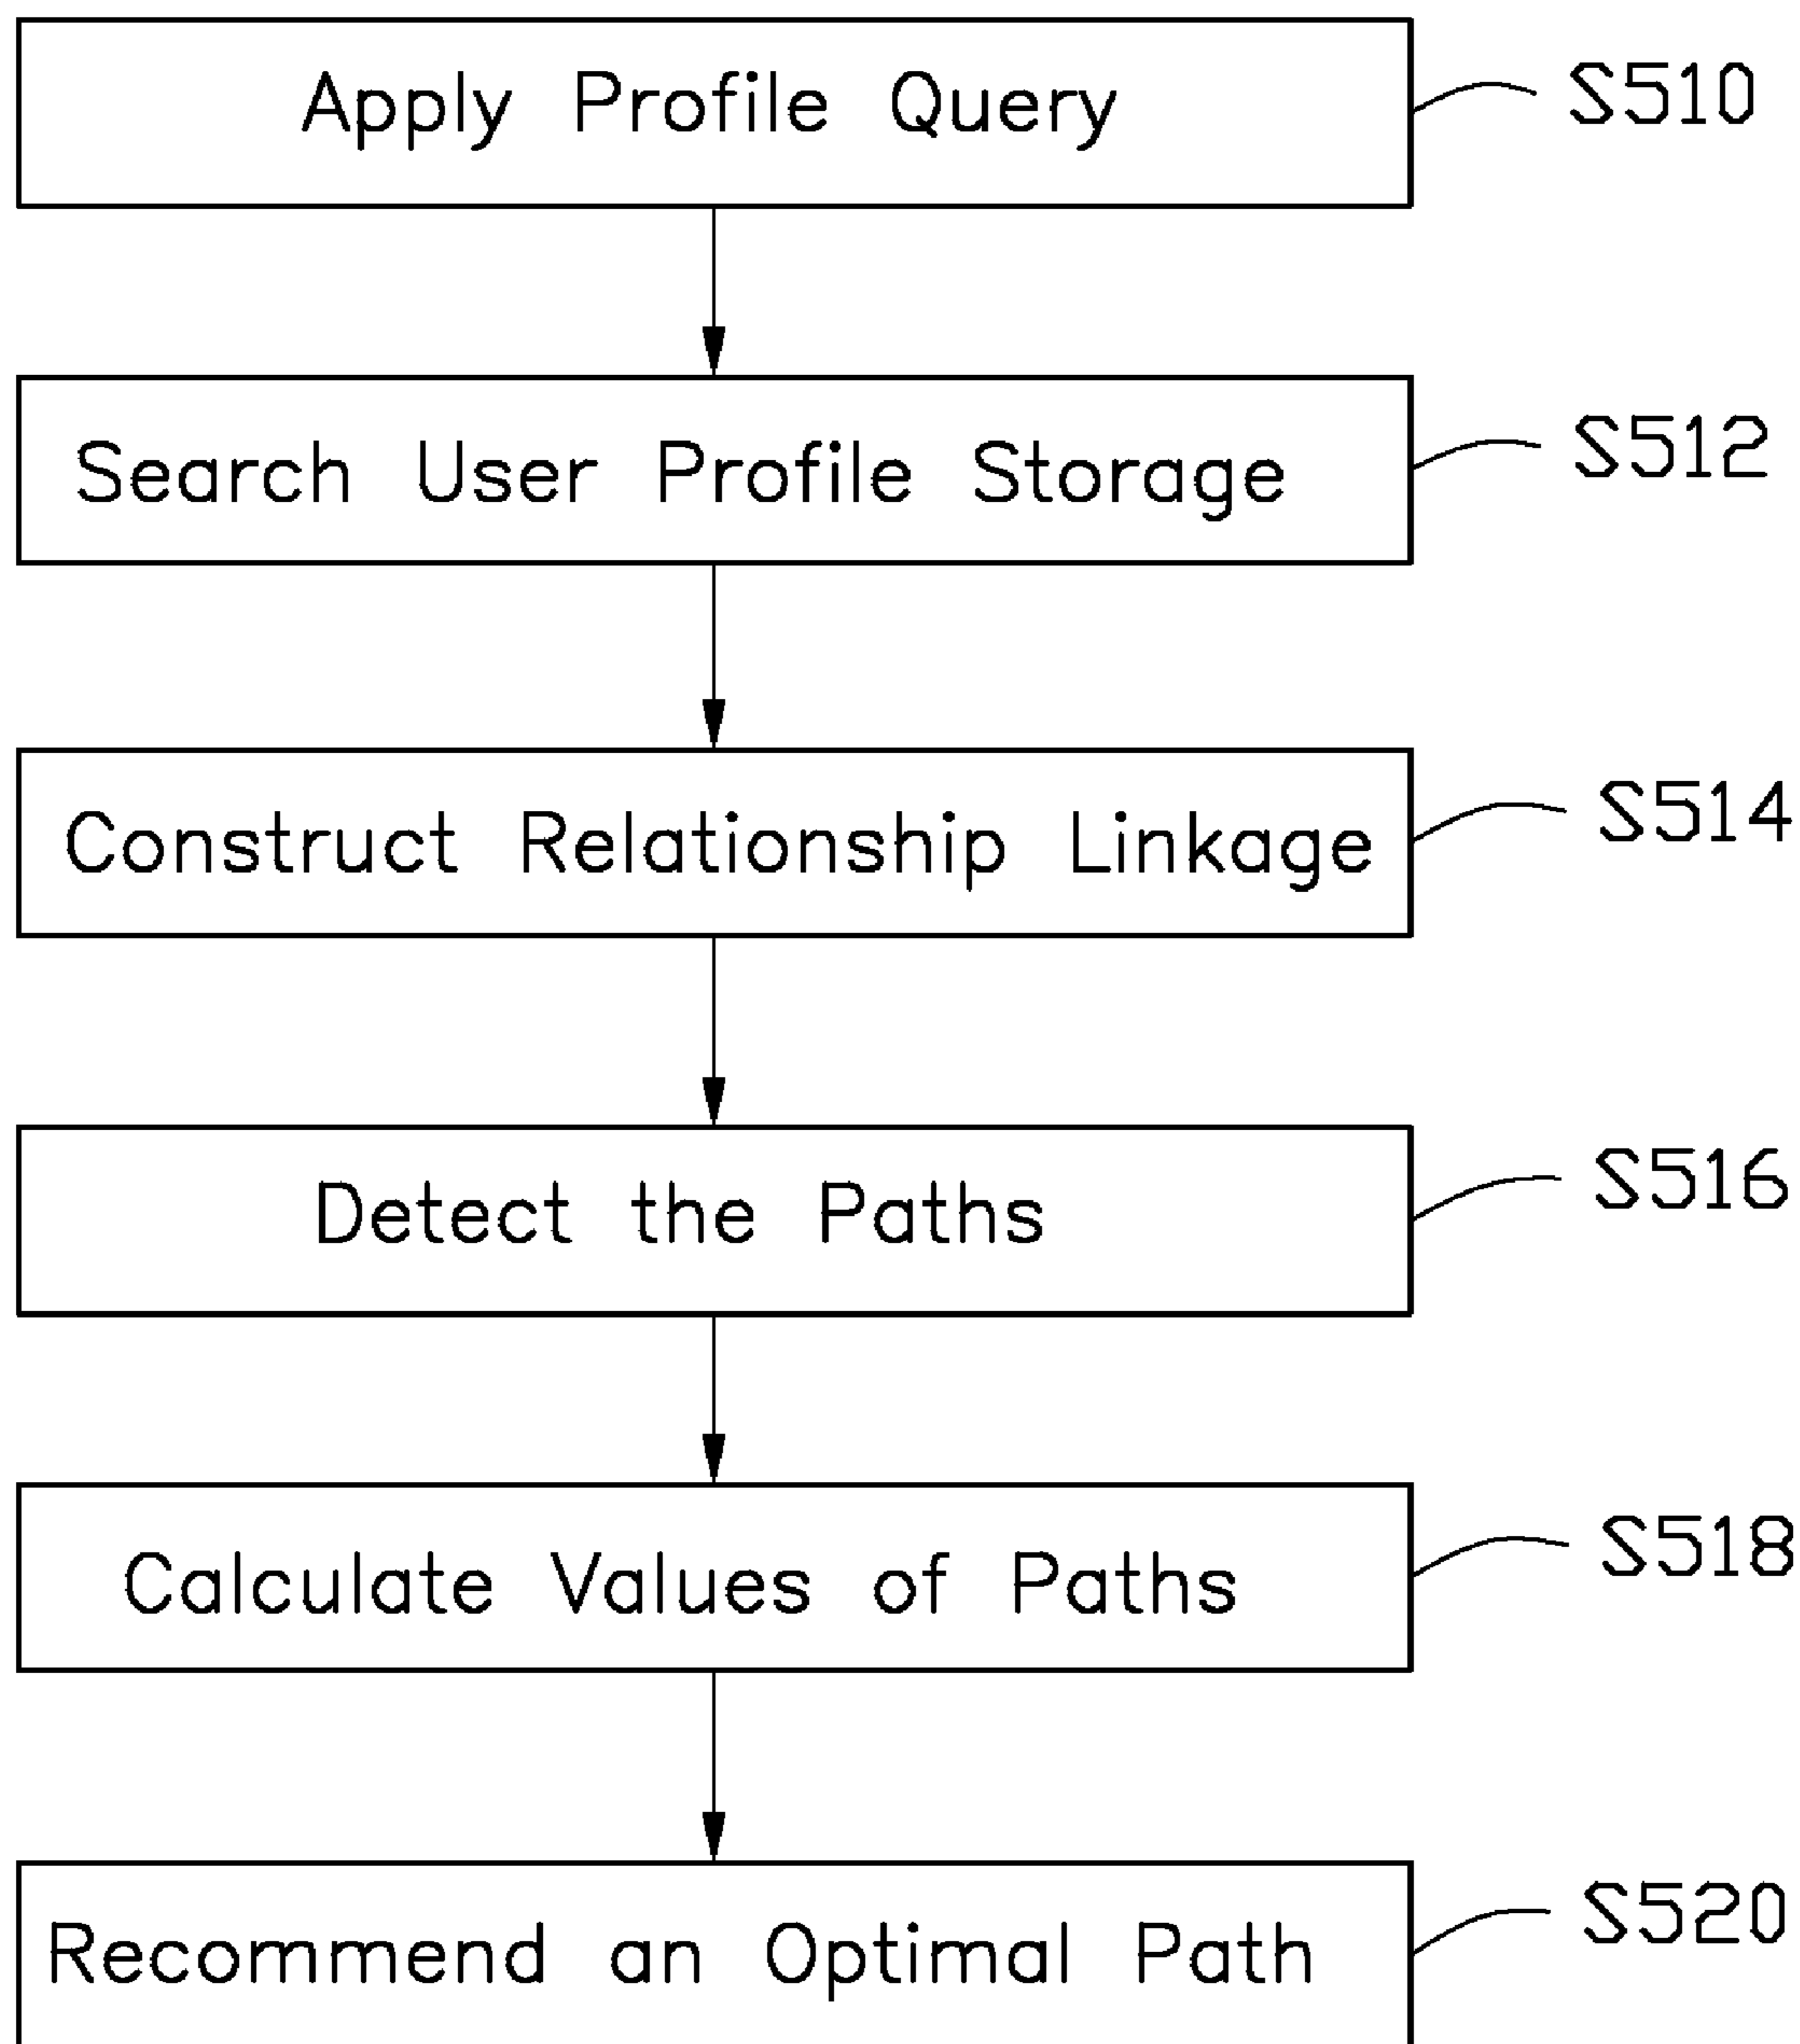 Apply Profile Query S510
Search User Profile Storage S512
Construct Relationship Linkage S514
Detect the Paths S516
Calculate Values of Paths S518
Recommend an Optimal Path S520